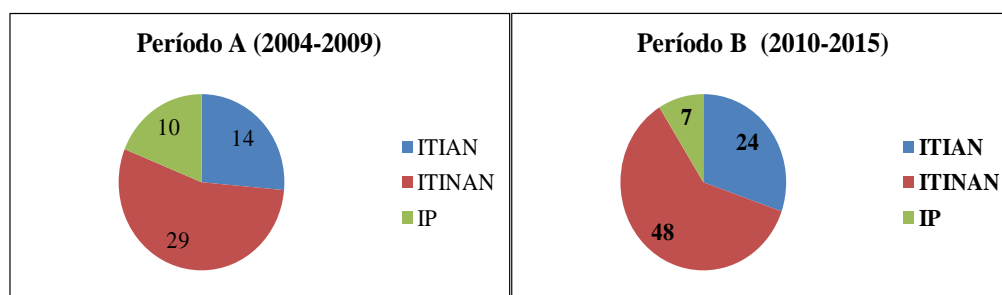 Período A (2004-2009)
10
14
29
ITIAN
ITINAN
IP
Período B (2010-2015)
7
24
48
ITIAN
ITINAN
IP